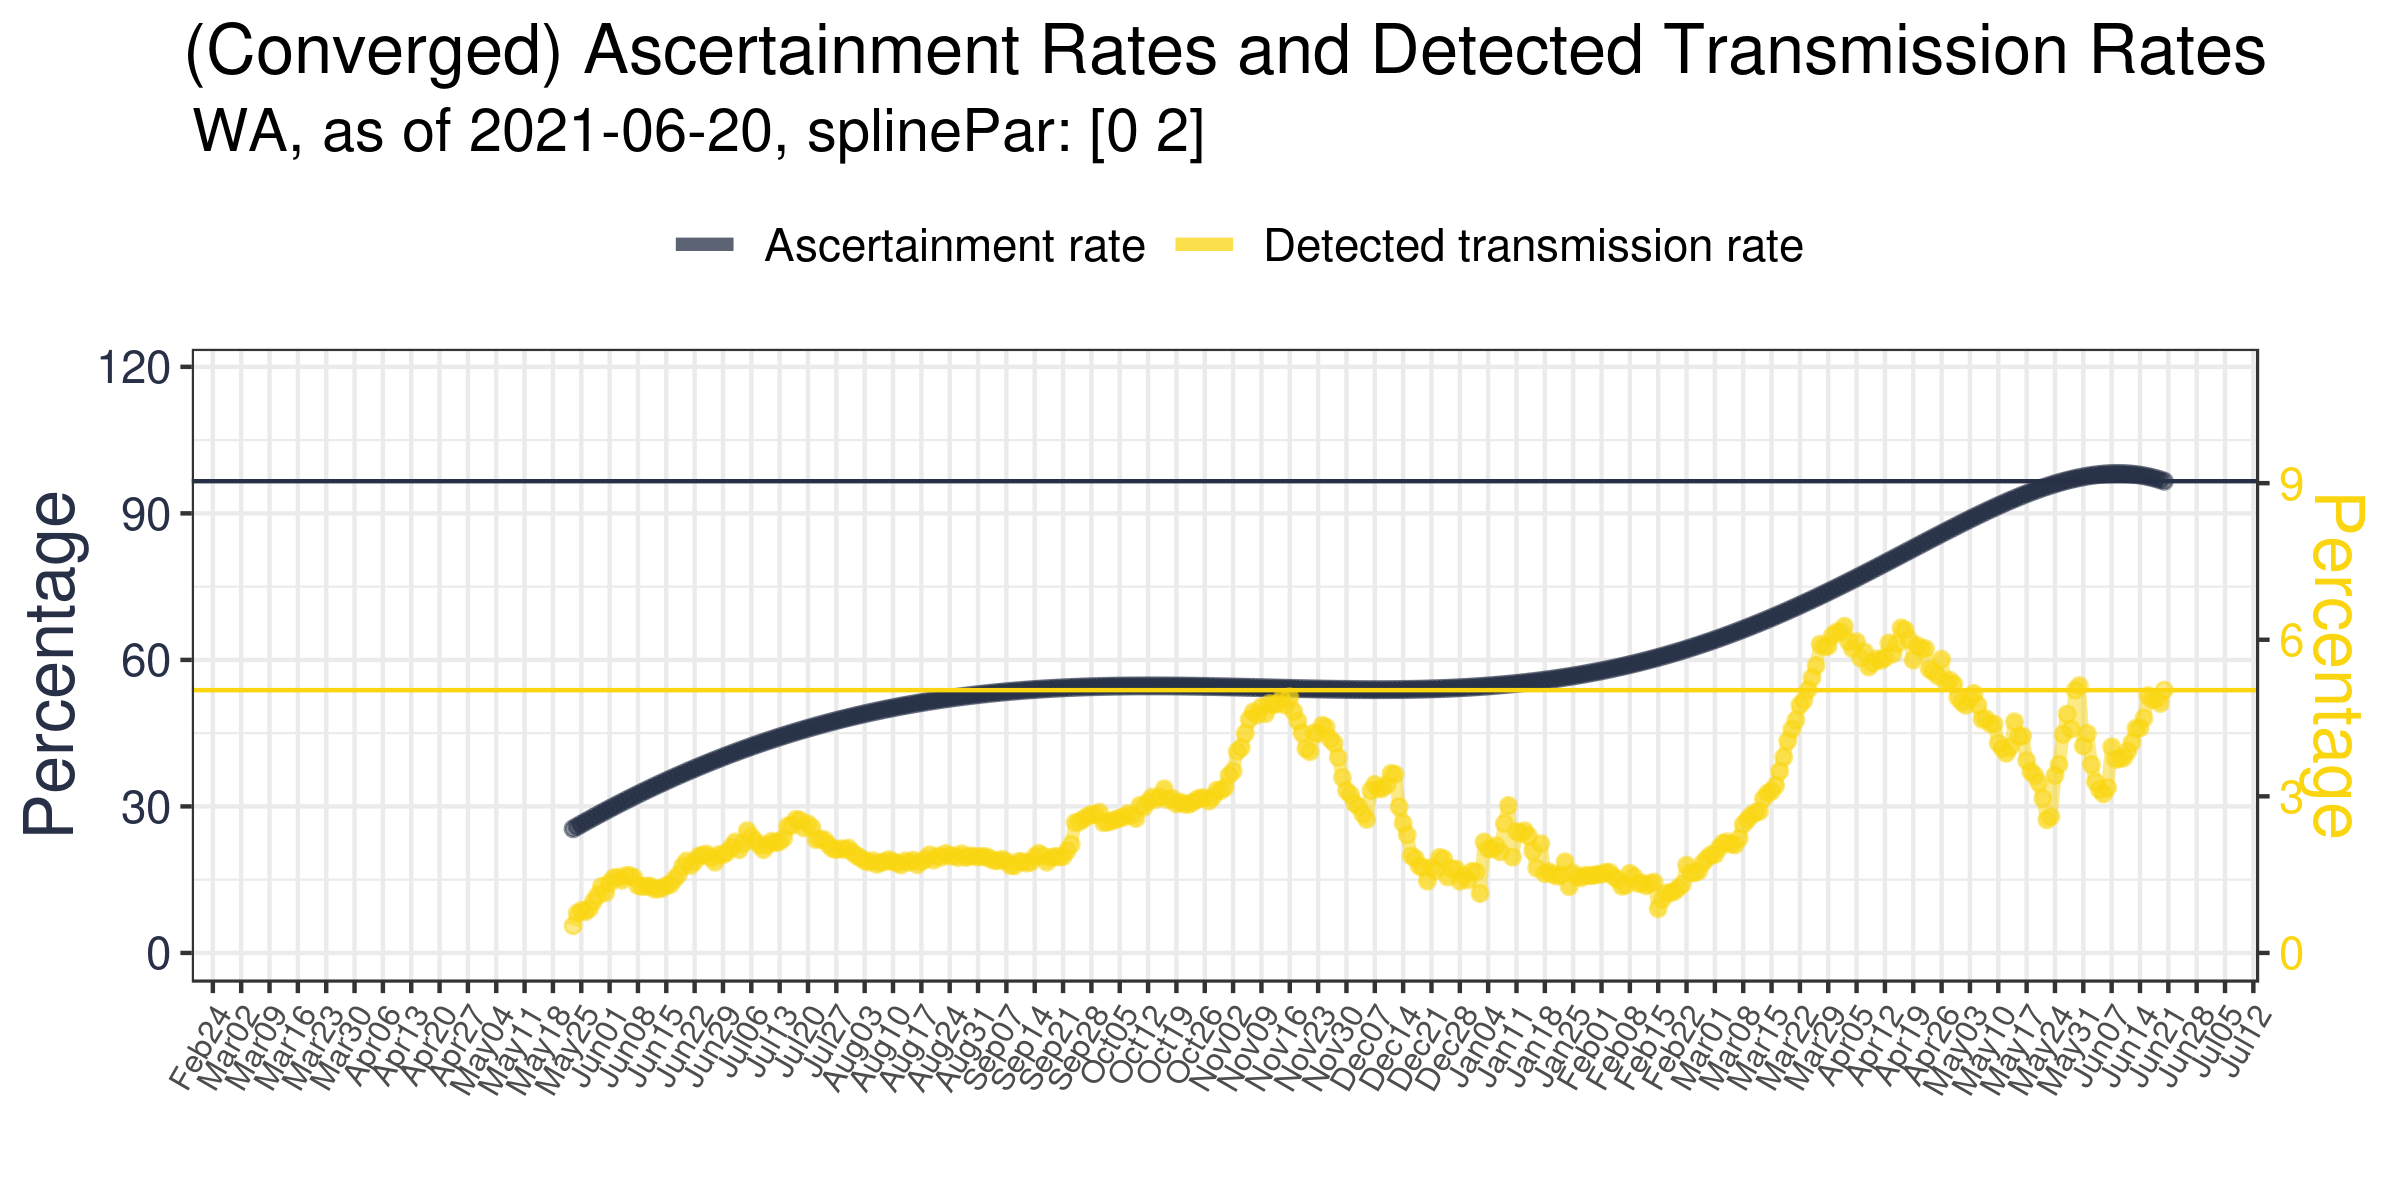 (Converged) Ascertainment Rates and Detected Transmission Rates
WA, as of 2021-06-20, splinePar: [0 2]
Ascertainment rate
Detected transmission rate
Percentage
120
90
60
30
0
9
6
3
0
Percentage
Feb24
Mar02
Mar09
Mar16
Mar23
Mar30
Apr06
Apr13
Apr20
Apr27
May04
May11
May18
May25
Jun01
Jun08
Jun15
Jun22
Jun29
Jul06
Jul13
Jul20
Jul27
Aug03
Aug10
Aug17
Aug24
Aug31
Sep07
Sep14
Sep21
Sep28
Oct05
Oct12
Oct19
Oct26
Nov02
Nov09
Nov16
Nov23
Nov30
Dec07
Dec14
Dec21
Dec28
Jan04
Jan11
Jan18
Jan25
Feb01
Feb08
Feb15
Feb22
Mar01
Mar08
Mar15
Mar22
Mar29
Apr05
Apr12
Apr19
Apr26
May03
May10
May17
May24
May31
Jun07
Jun14
Jun21
Jun28
Jul05
Jul12